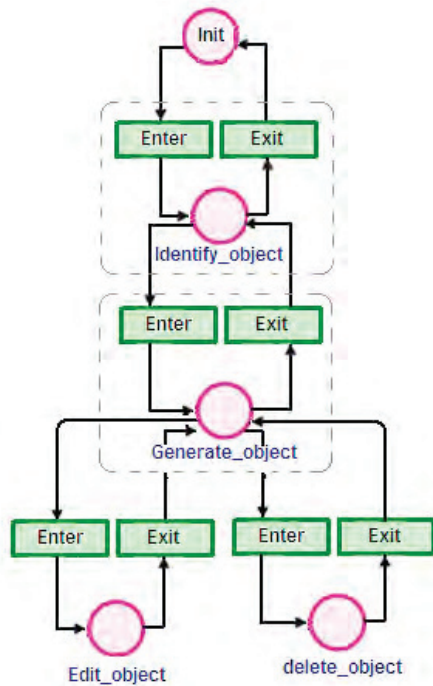 Init
Enter Exit
Identify_object
Enter Exit
Generate_object
Enter Exit Enter Exit
Edit_object delete_object